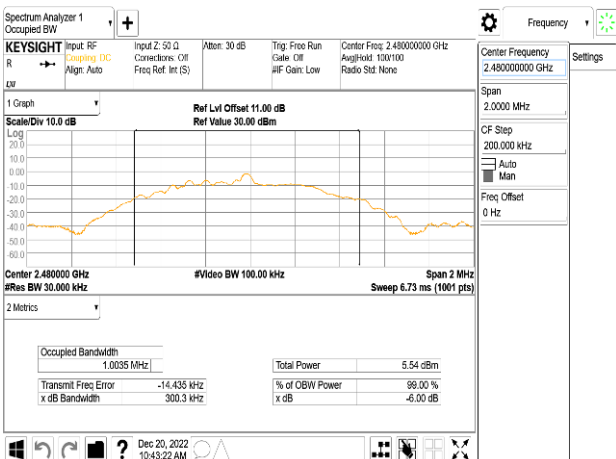 Spectrum Analyzer 1
Occupied BW
Frequency
KEYSIGHT
R
Input: RF
Coupling: DC
Align: Auto
Input Z: 50 Ω
Corrections: Off
Freq Ref: Int (S)
Atten: 30 dB
Trig: Free Run
Gate: Off
#IF Gain: Low
Center Freq: 2.480000000 GHz
Avg|Hold: 100/100
Radio Std: None
Center Frequency
2.480000000 GHz
Settings
Span
2.0000 MHz
CF Step
200.000 kHz
Auto
Man
Freq Offset
0 Hz
1 Graph
Scale/Div 10.0 dB
Ref Lvl Offset 11.00 dB
Ref Value 30.00 dBm
Log
20.0
10.0
0.00
-10.0
-20.0
-30.0
-40.0
-50.0
-60.0
Center 2.480000 GHz
#Video BW 100.00 kHz
Span 2 MHz
#Res BW 30.000 kHz
Sweep 6.73 ms (1001 pts)
2 Metrics
Occupied Bandwidth
1.0035 MHz
Total Power 5.54 dBm
Transmit Freq Error -14.435 kHz
% of OBW Power 99.00 %
x dB Bandwidth 300.3 kHz
x dB -6.00 dB
?
Dec 20, 2022
10:43:22 AM